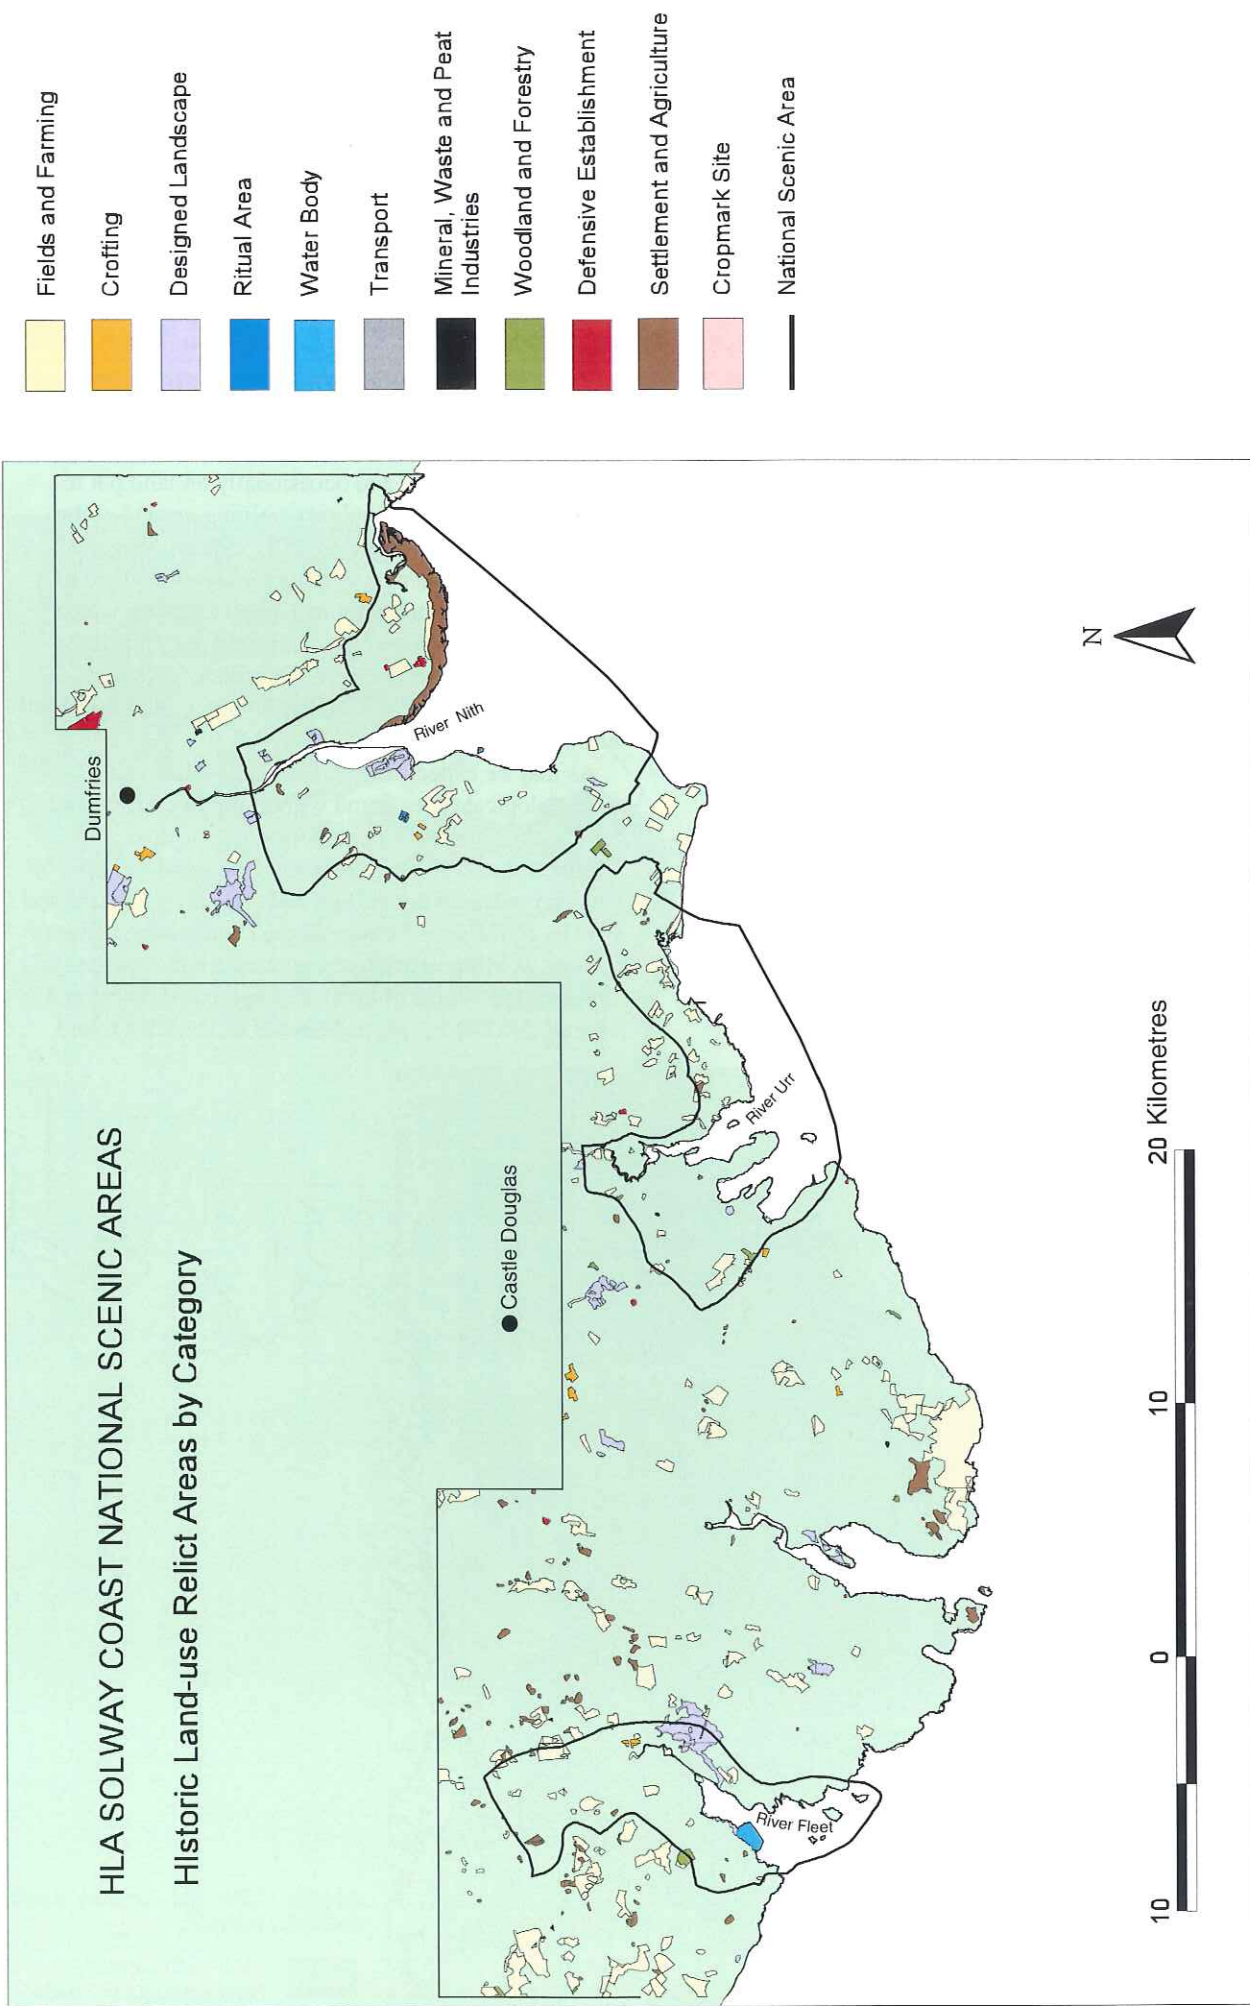 HLA SOLWAY COAST NATIONAL SCENIC AREAS
HIstoric Land-use Relict Areas by Category
Dumfries
Castle Douglas
River Nith
River Urr
River Fleet
N
10
0
10
20 Kilometres
Fields and Farming
Crofting
Designed Landscape
Ritual Area
Water Body
Transport
Mineral, Waste and Peat
Industries
Woodland and Forestry
Defensive Establishment
Settlement and Agriculture
Cropmark Site
National Scenic Area